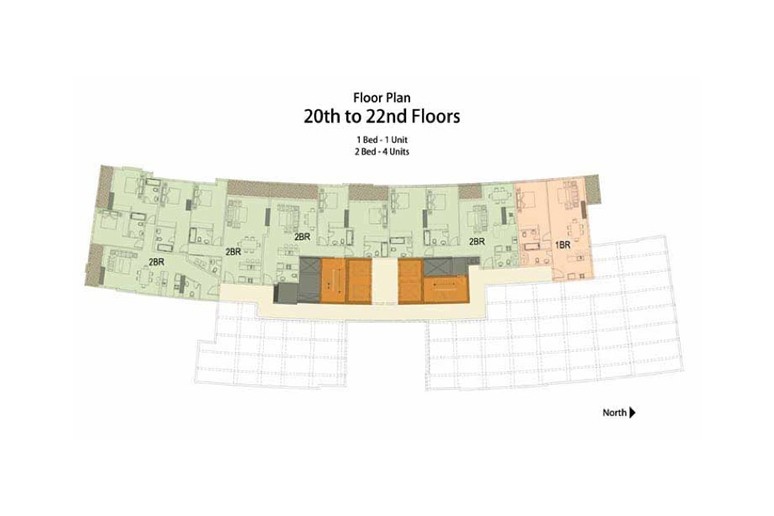 Floor Plan
20th to 22nd Floors
1 Bed - 1 Unit
2 Bed - 4 Units
2BR
2BR
2BR
2BR
1BR
North